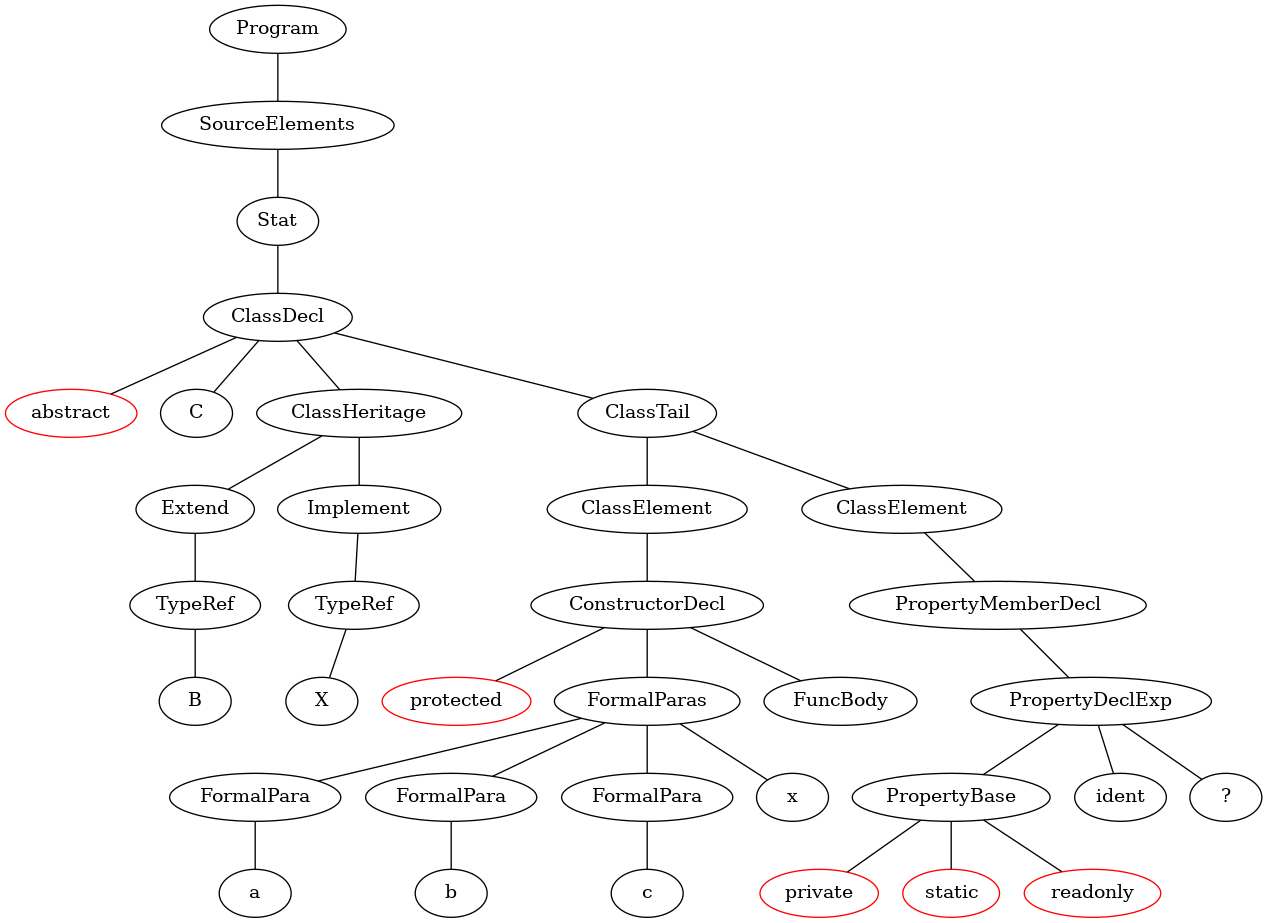 Program
SourceElements
Stat
ClassDecl
abstract C ClassHeritage ClassTail
Extend Implement ClassElement ClassElement
TypeRef TypeRef ConstructorDecl PropertyMemberDecl
B X protected FormalParas FuncBody PropertyDeclExp
FormalPara FormalPara FormalPara x PropertyBase ident ?
a b c private static readonly